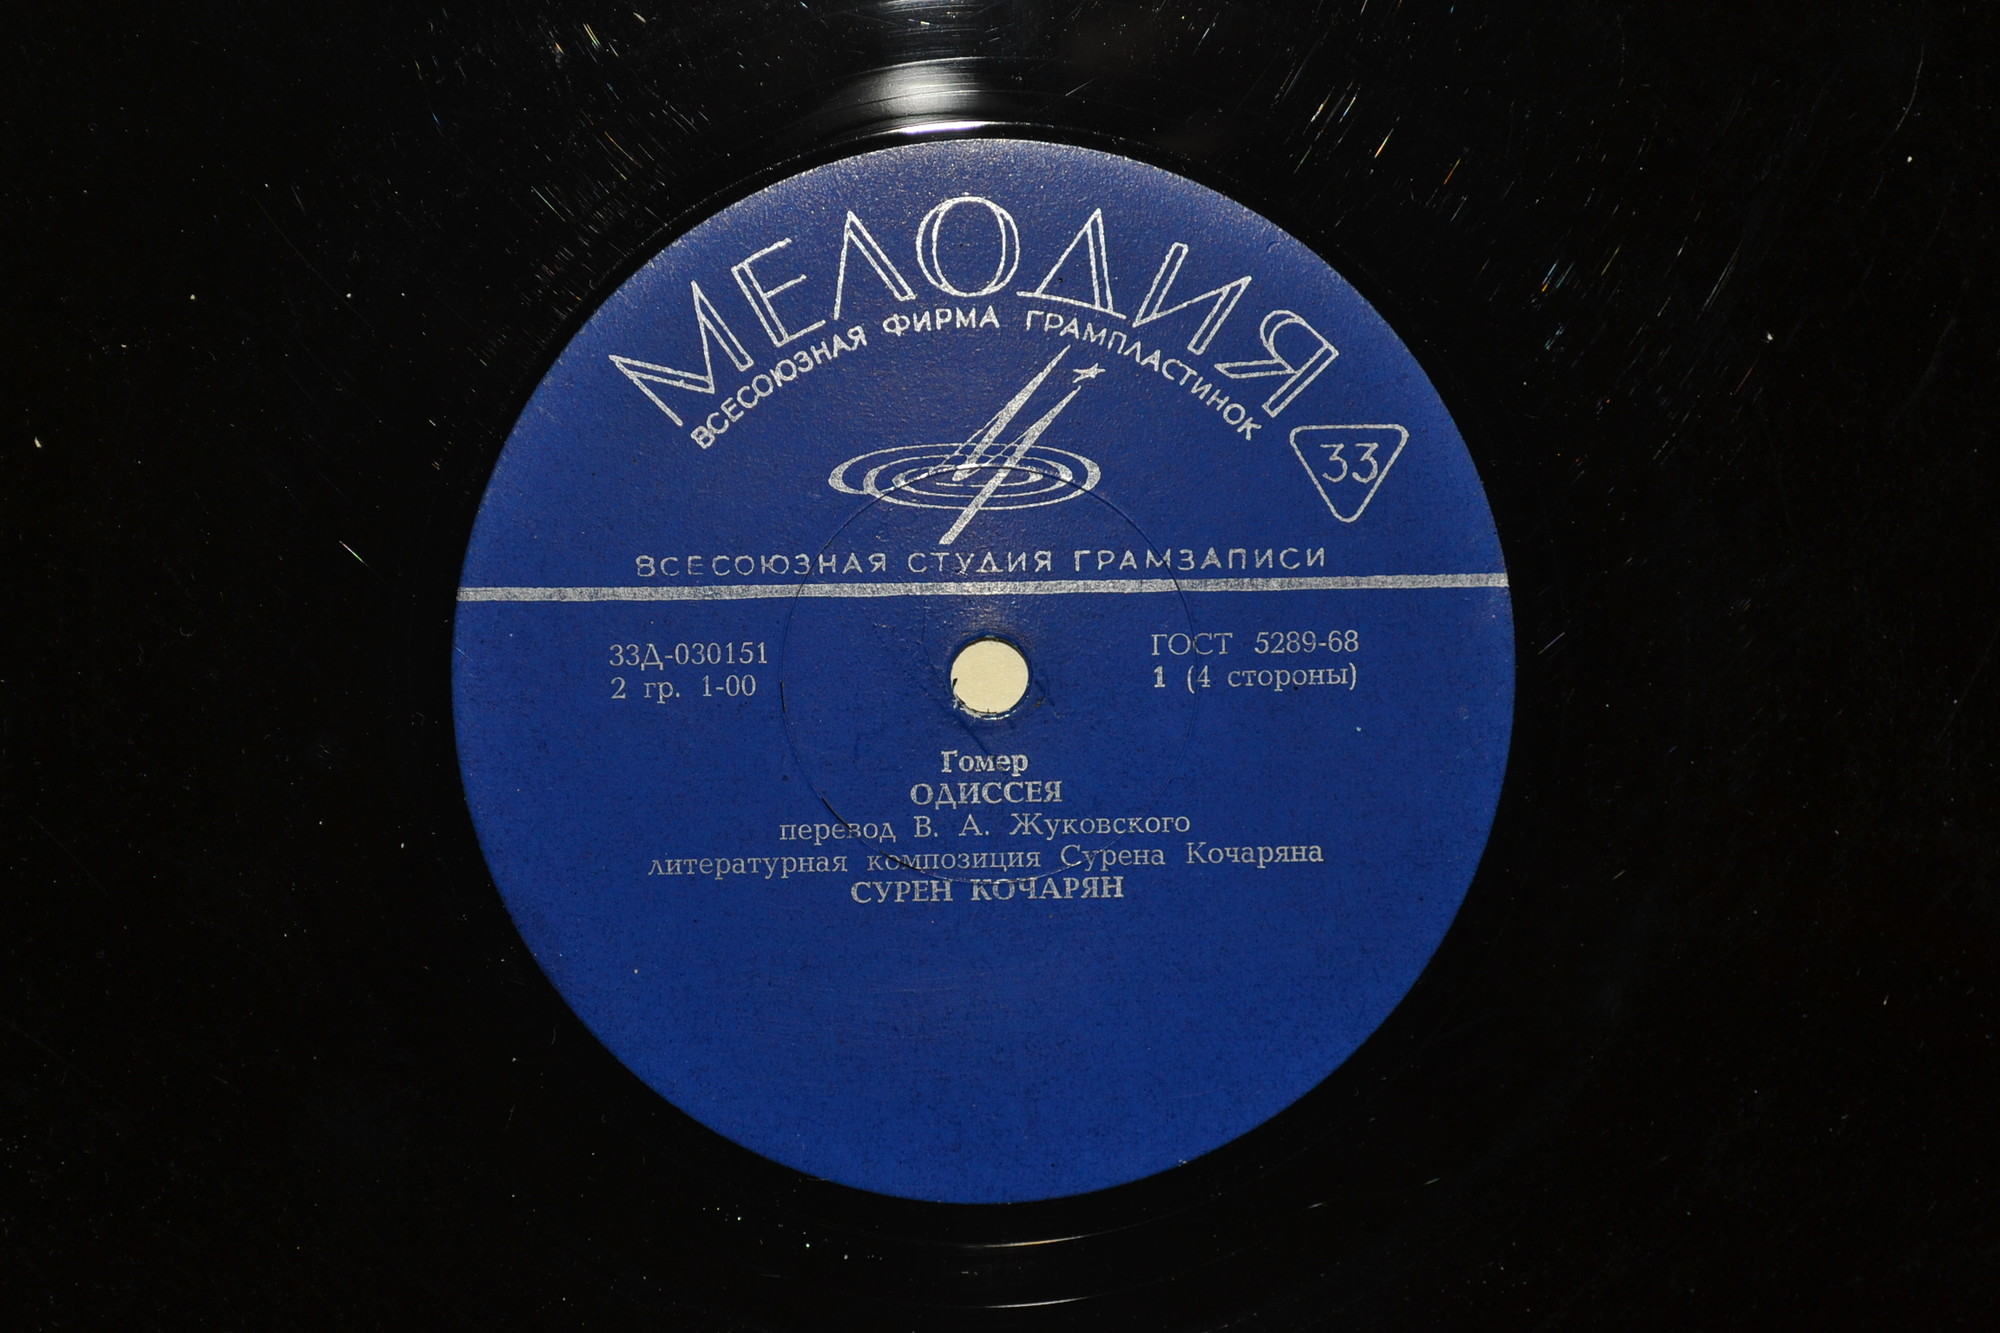 МЕЛОДИЯ
ВСЕСОЮЗНАЯ ФИРМА ГРАМПЛАСТИНОК
33
ВСЕСОЮЗНАЯ СТУДИЯ ГРАМЗАПИСИ
33Д-030151 ГОСТ 5289-68
2 гр. 1-00 1 (4 стороны)
Гомер
ОДИССЕЯ
перевод В. А. Жуковского
литературная композиция Сурена Кочаряна
СУРЕН КОЧАРЯН